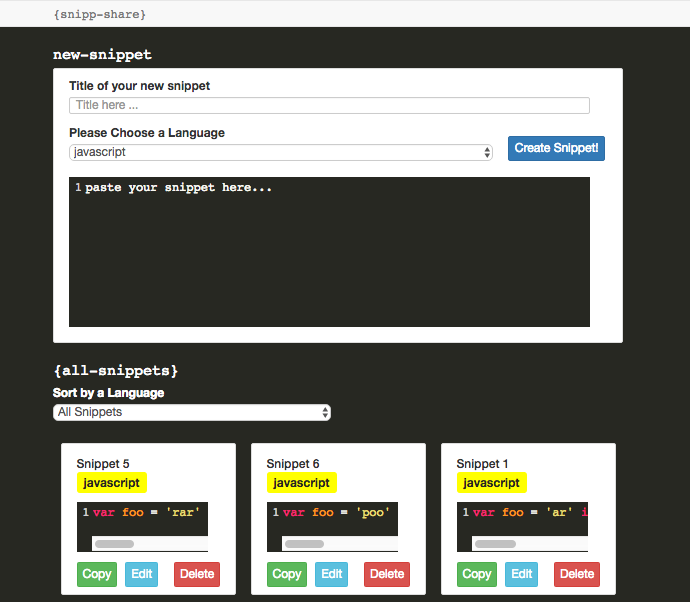 {snipp-share}
new-snippet
Title of your new snippet
Title here ...
Please Choose a Language
javascript
Create Snippet!
1 paste your snippet here...
{all-snippets}
Sort by a Language
All Snippets
Snippet 5
javascript
1 var foo = 'rar'
Copy Edit Delete
Snippet 6
javascript
1 var foo = 'poo'
Copy Edit Delete
Snippet 1
javascript
1 var foo = 'ar' i
Copy Edit Delete